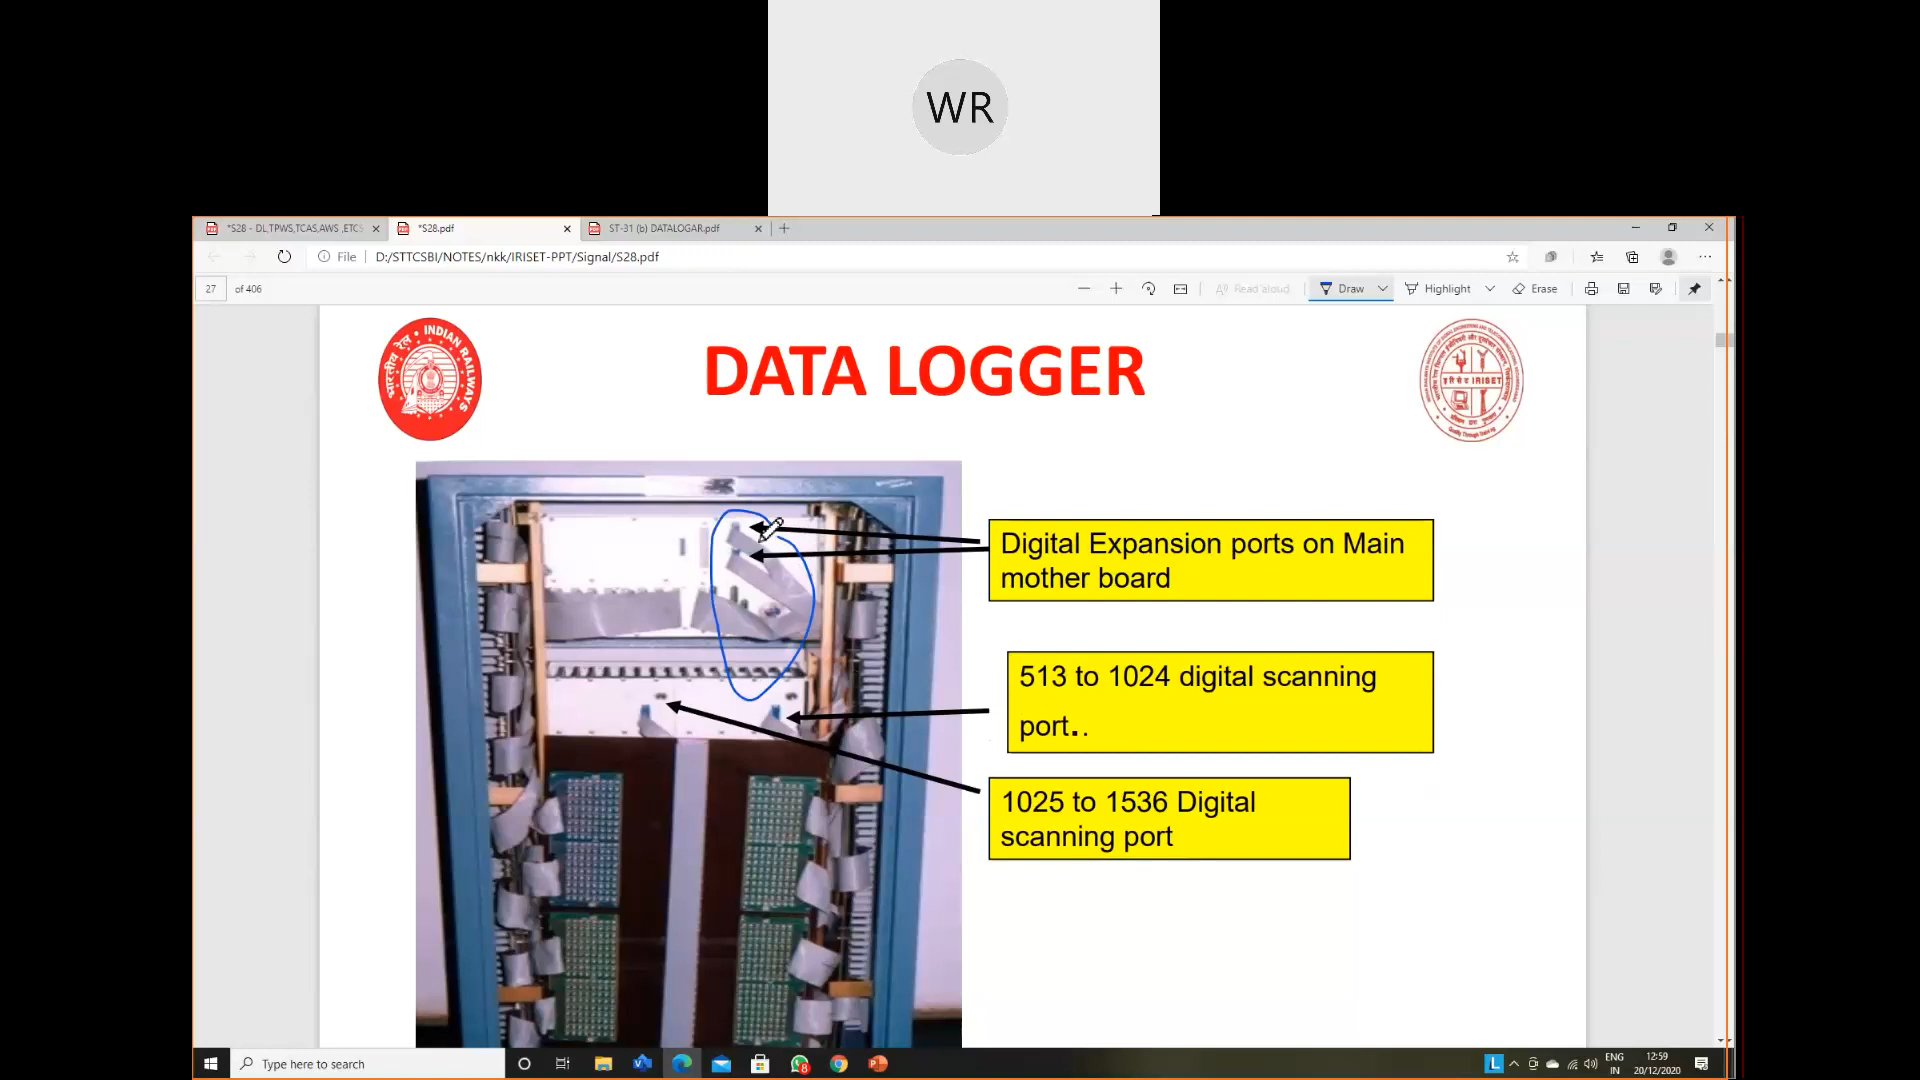 WR
*S28 - DL,TPWS,TCAS,AWS ,ETCS
*S28.pdf
ST-31 (b) DATALOGAR.pdf
File
D:/STTCSBI/NOTES/nkk/IRISET-PPT/Signal/S28.pdf
27 of 406
Read aloud
Draw
Highlight
Erase
भारतीय रेल • INDIAN RAILWAYS
DATA LOGGER
इ रि से ट IRISET
Digital Expansion ports on Main
mother board
513 to 1024 digital scanning
port..
1025 to 1536 Digital
scanning port
Type here to search
8
L
ENG
IN
12:59
20/12/2020